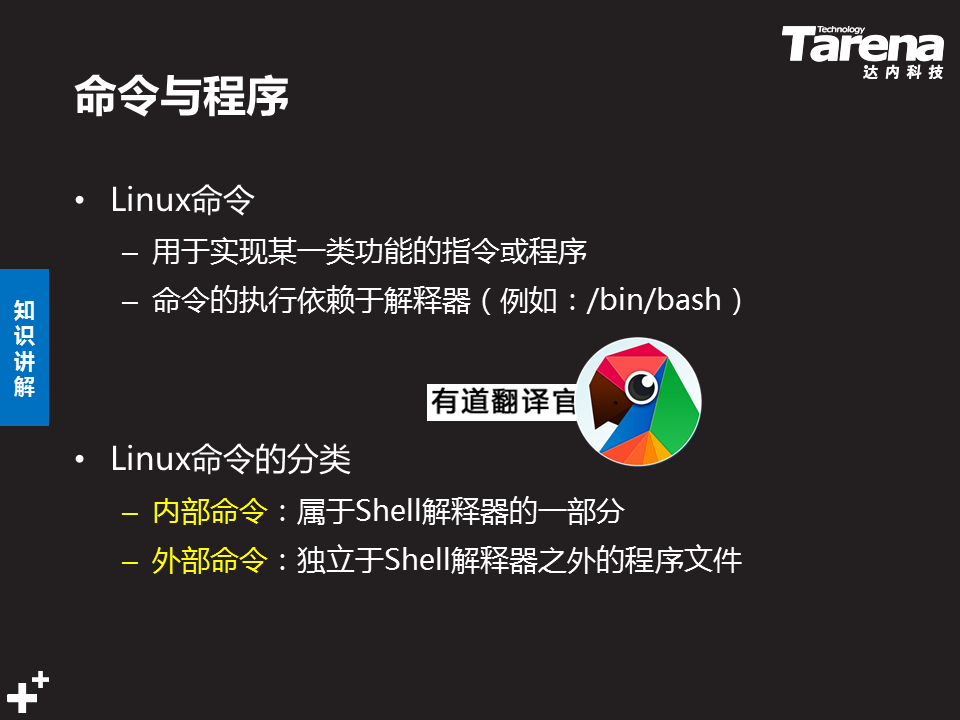 Technology
Tarena
达内科技
命令与程序
• Linux命令
– 用于实现某一类功能的指令或程序
– 命令的执行依赖于解释器（例如：/bin/bash）
知识讲解
有道翻译官
• Linux命令的分类
– 内部命令：属于Shell解释器的一部分
– 外部命令：独立于Shell解释器之外的程序文件